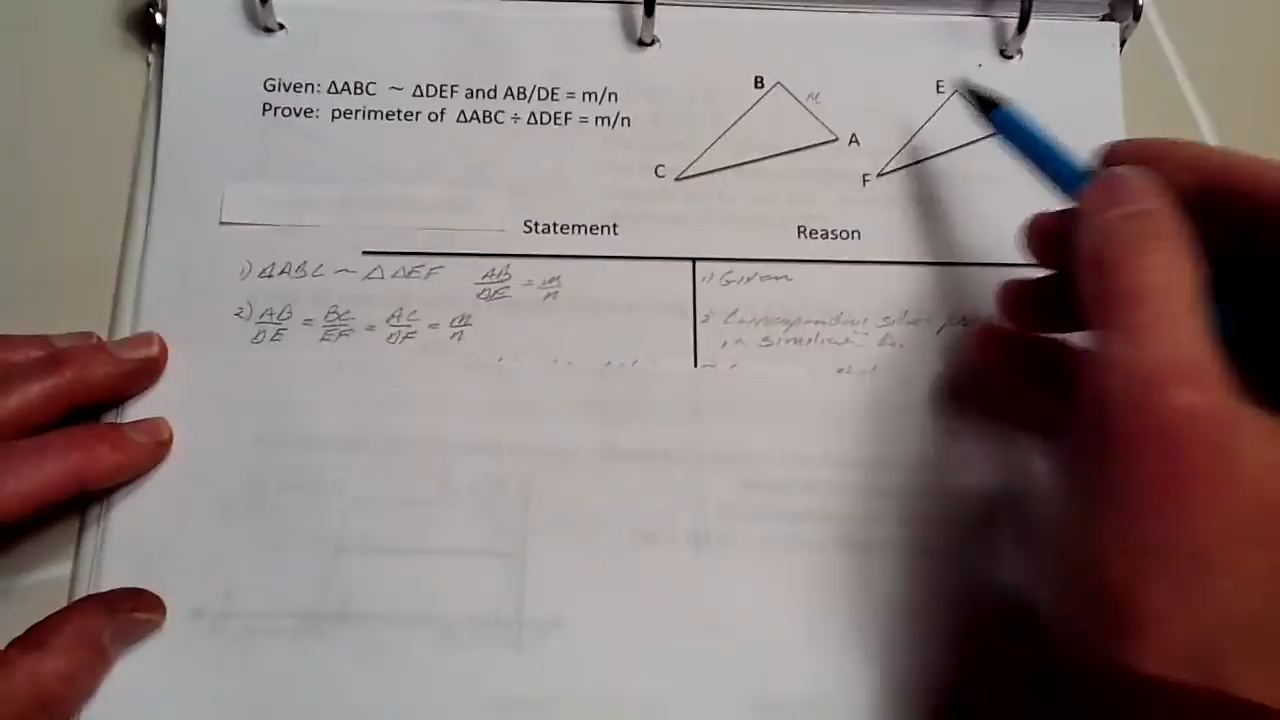 Given: ΔABC ~ ΔDEF and AB/DE = m/n
Prove: perimeter of ΔABC ÷ ΔDEF = m/n
B
m
A
C
E
F
Statement
Reason
1) ΔABC ~ ΔDEF AB/DE = m/n
1) Given
2) AB/DE = BC/EF = AC/DF = m/n
2) Corresponding sides
in similar Δ.